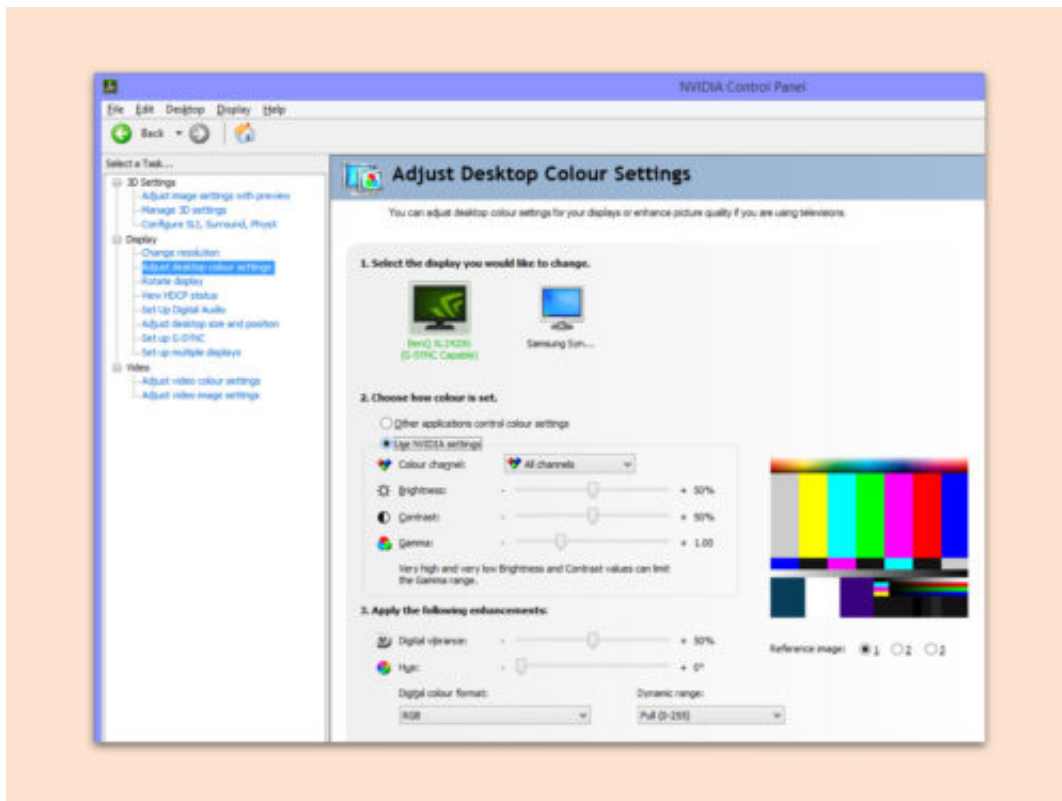 NVIDIA Control Panel
File Edit Desktop Display Help
Back
Select a Task...
3D Settings
Adjust image settings with preview
Manage 3D settings
Configure SLI, Surround, PhysX
Display
Change resolution
Adjust desktop colour settings
Rotate display
View HDCP status
Set Up Digital Audio
Adjust desktop size and position
Set up G-SYNC
Set up multiple displays
Video
Adjust video colour settings
Adjust video image settings
Adjust Desktop Colour Settings
You can adjust desktop colour settings for your displays or enhance picture quality if you are using televisions.
1. Select the display you would like to change.
BenQ
(G-SYNC Capable)
Samsung Syn...
2. Choose how colour is set.
Other applications control colour settings
Use NVIDIA settings
Colour channel: All channels
Brightness: - + 50%
Contrast: - + 50%
Gamma: - + 1.00
Very high and very low Brightness and Contrast values can limit
the Gamma range.
3. Apply the following enhancements:
Digital vibrance: - + 50%
Hue: - + 0°
Digital colour format: Dynamic range:
RGB Full (0-255)
Reference image: 1 2 3